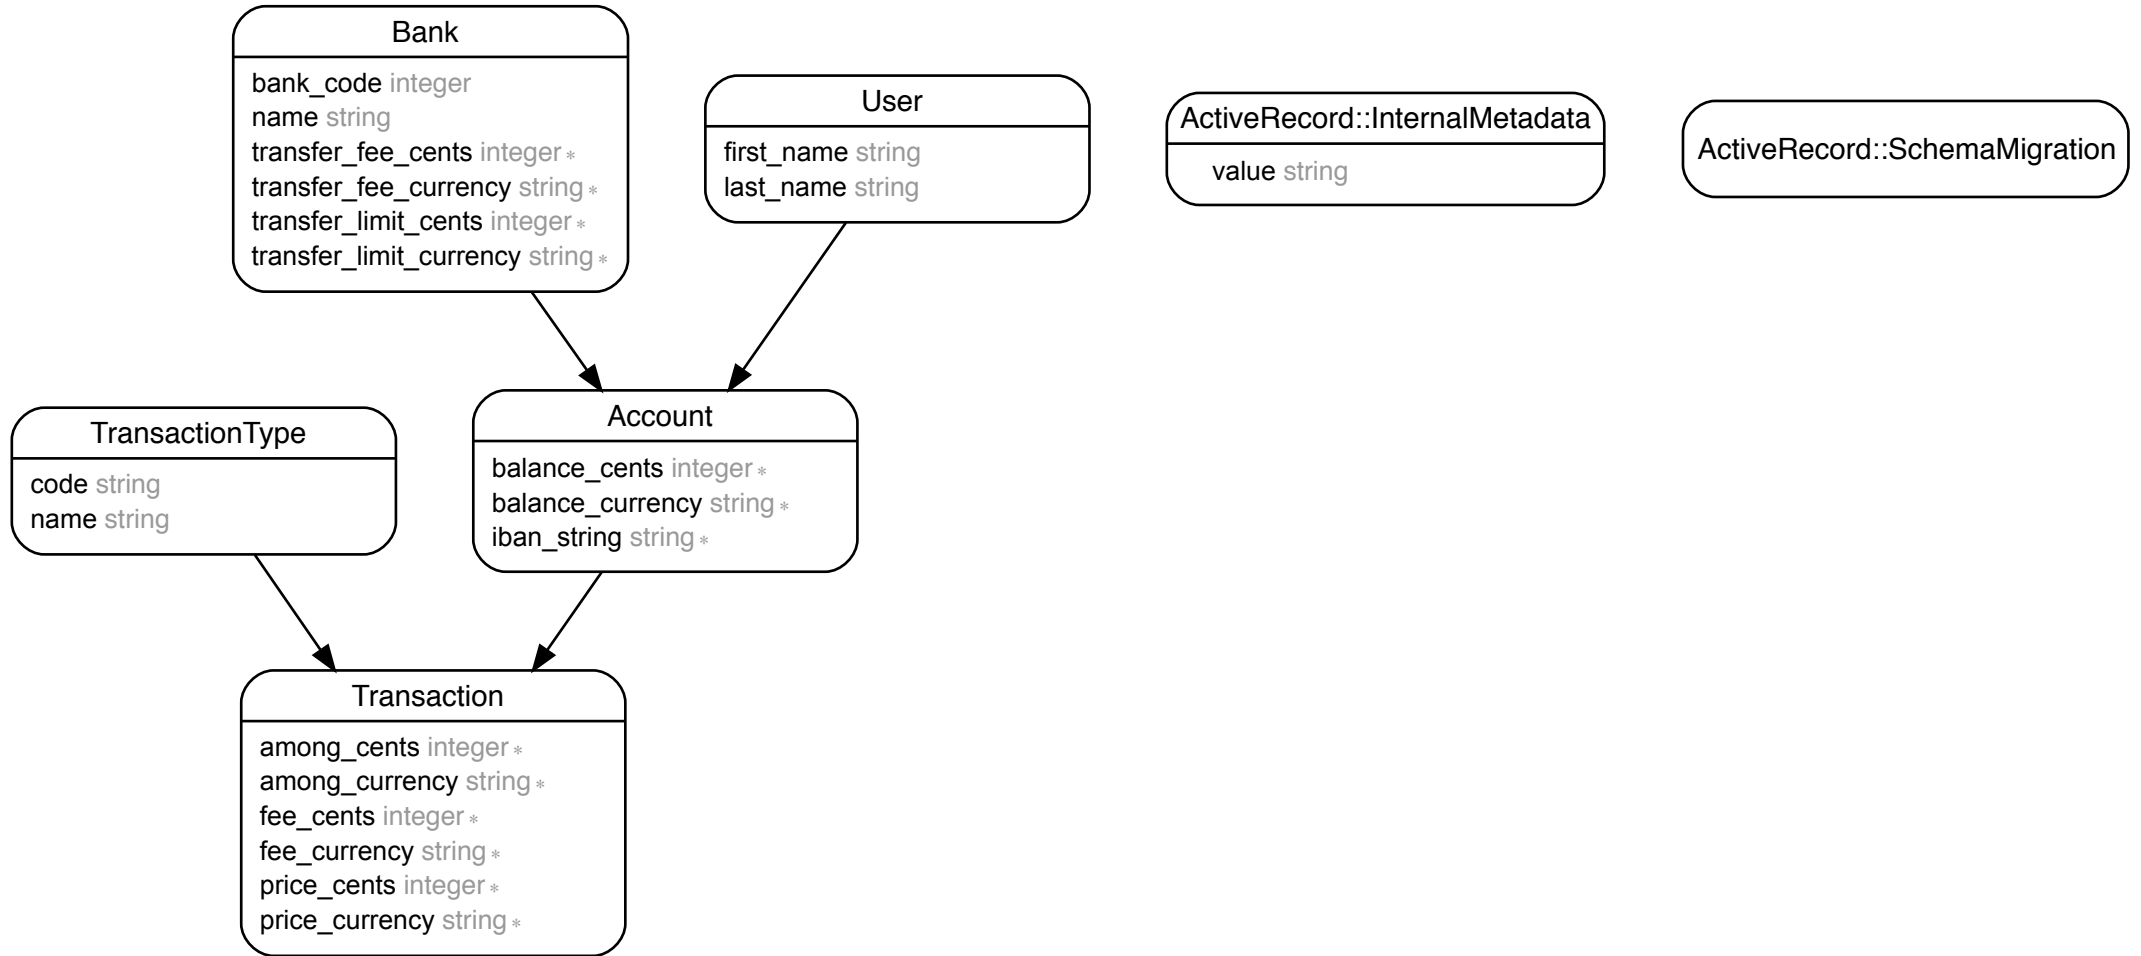 Bank
bank_code integer
name string
transfer_fee_cents integer *
transfer_fee_currency string *
transfer_limit_cents integer *
transfer_limit_currency string *
User
first_name string
last_name string
ActiveRecord::InternalMetadata
value string
ActiveRecord::SchemaMigration
TransactionType
code string
name string
Account
balance_cents integer *
balance_currency string *
iban_string string *
Transaction
among_cents integer *
among_currency string *
fee_cents integer *
fee_currency string *
price_cents integer *
price_currency string *